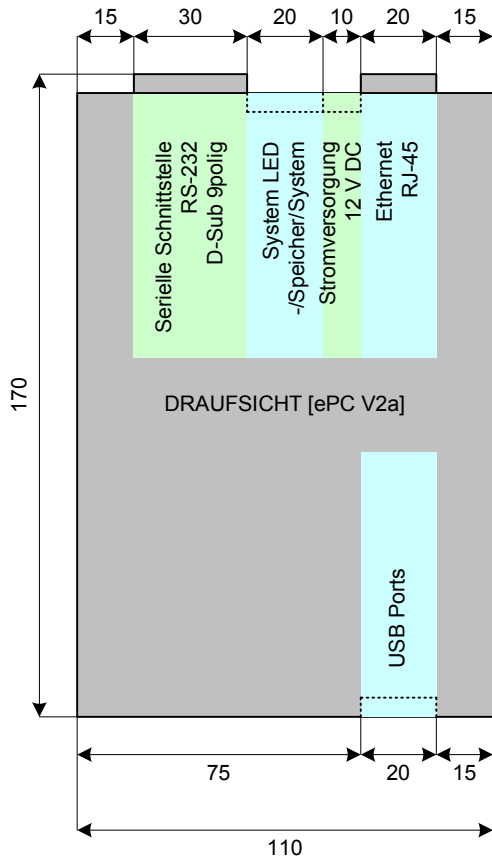 15 30 20 10 20 15
Serielle Schnittstelle
RS-232
D-Sub 9polig
System LED
-/Speicher/System
Stromversorgung
12 V DC
Ethernet
RJ-45
170
DRAUFSICHT [ePC V2a]
USB Ports
75 20 15
110